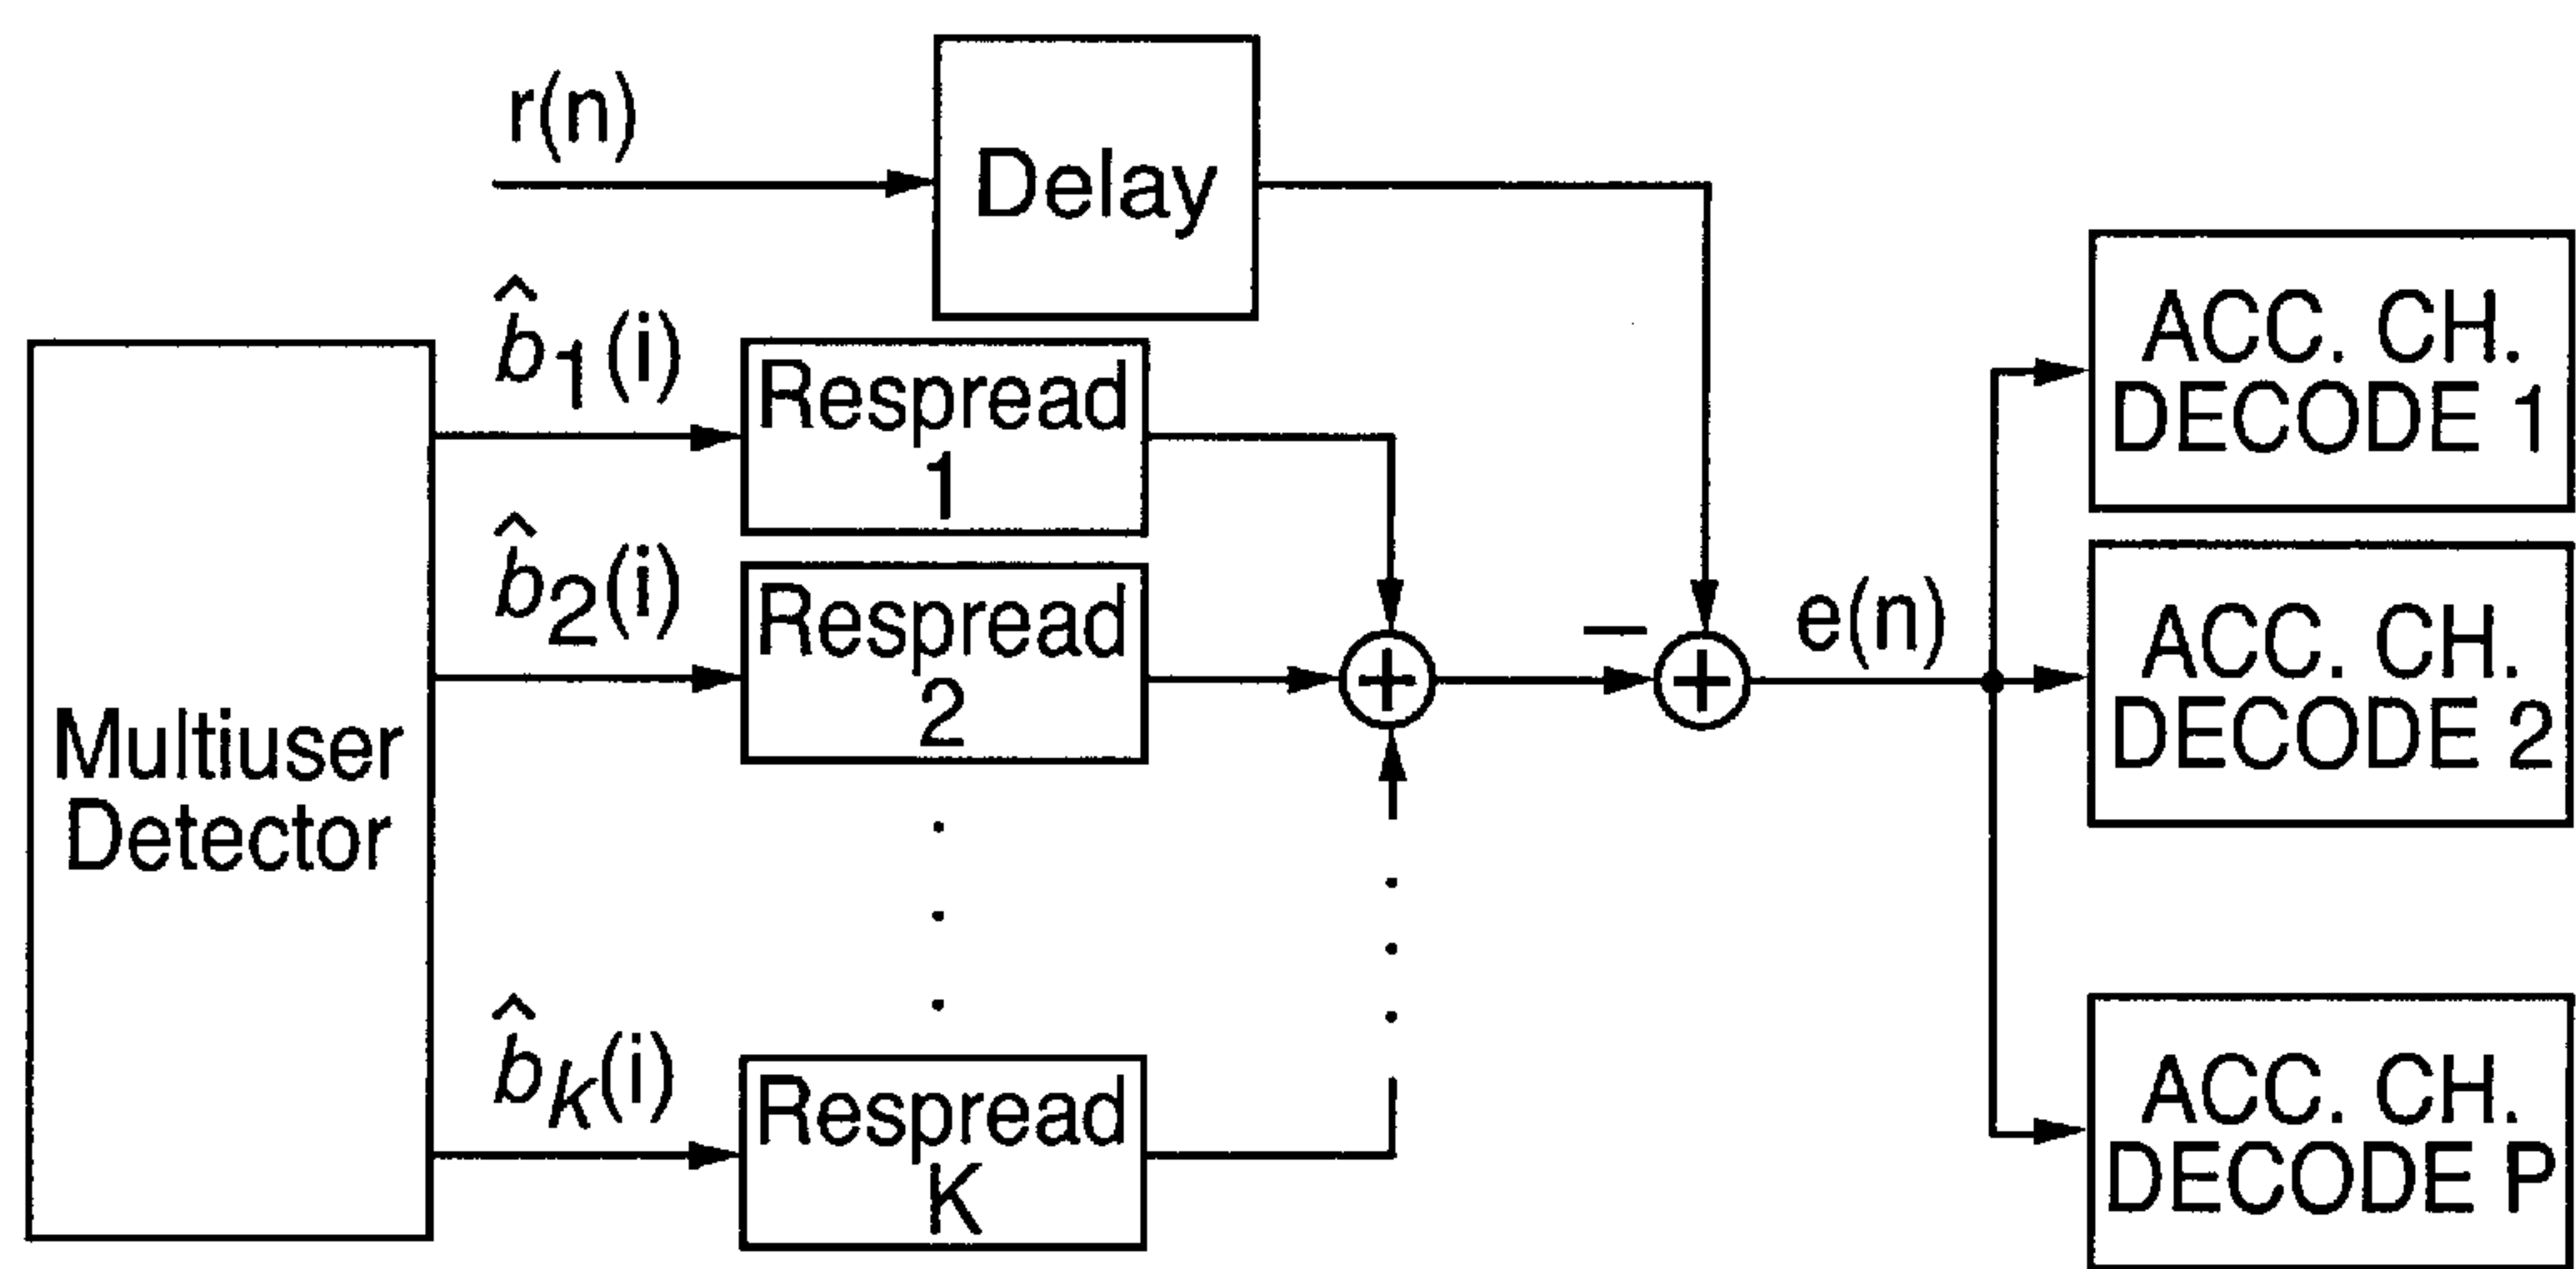 r(n)
Delay
Multiuser
Detector
b̂₁(i)
Respread
1
b̂₂(i)
Respread
2
b̂ₖ(i)
Respread
K
+
−
+
e(n)
ACC. CH.
DECODE 1
ACC. CH.
DECODE 2
ACC. CH.
DECODE P